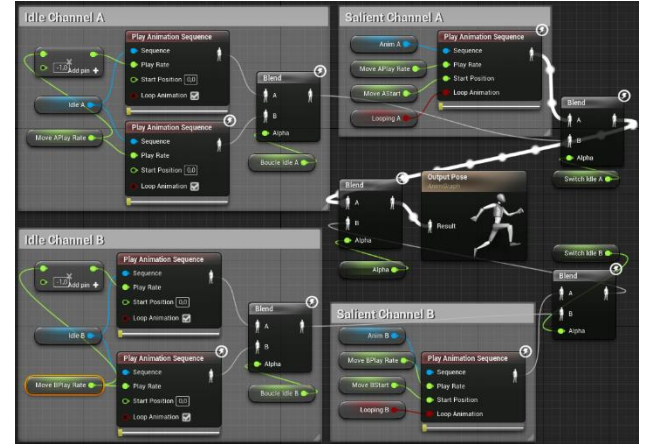 Idle Channel A
Play Animation Sequence
Sequence
Play Rate
Start Position 0,0
Loop Animation
-1,0
Add pin +
Idle A
Move APlay Rate
Play Animation Sequence
Sequence
Play Rate
Start Position 0,0
Loop Animation
Blend
A
B
Alpha
Boucle Idle A
Salient Channel A
Anim A
Move APlay Rate
Move AStart
Looping A
Play Animation Sequence
Sequence
Play Rate
Start Position
Loop Animation
Blend
A
B
Alpha
Switch Idle A
Blend
A
B
Alpha
Alpha
Output Pose
AnimGraph
Result
Idle Channel B
Play Animation Sequence
Sequence
Play Rate
Start Position 0,0
Loop Animation
-1,0
Add pin +
Idle B
Move BPlay Rate
Play Animation Sequence
Sequence
Play Rate
Start Position 0,0
Loop Animation
Blend
A
B
Alpha
Boucle Idle B
Switch Idle B
Blend
A
B
Alpha
Salient Channel B
Anim B
Move BPlay Rate
Move BStart
Looping B
Play Animation Sequence
Sequence
Play Rate
Start Position
Loop Animation